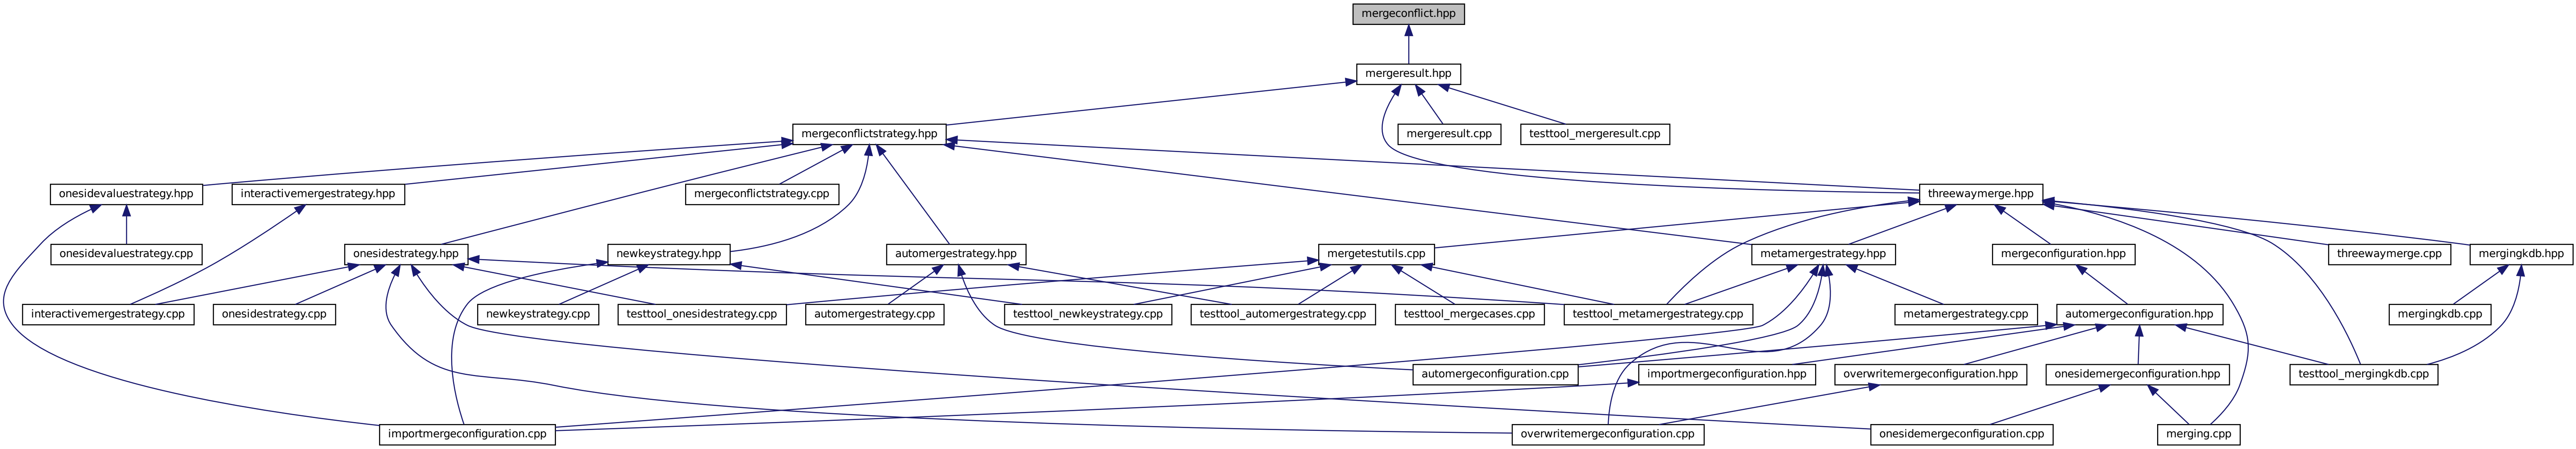 mergeconflict.hpp
mergeresult.hpp
mergeconflictstrategy.hpp
mergeresult.cpp
testtool_mergeresult.cpp
onesidevaluestrategy.hpp
interactivemergestrategy.hpp
mergeconflictstrategy.cpp
threewaymerge.hpp
onesidevaluestrategy.cpp
onesidestrategy.hpp
newkeystrategy.hpp
automergestrategy.hpp
mergetestutils.cpp
metamergestrategy.hpp
mergeconfiguration.hpp
threewaymerge.cpp
mergingkdb.hpp
interactivemergestrategy.cpp
onesidestrategy.cpp
newkeystrategy.cpp
testtool_onesidestrategy.cpp
automergestrategy.cpp
testtool_newkeystrategy.cpp
testtool_automergestrategy.cpp
testtool_mergecases.cpp
testtool_metamergestrategy.cpp
metamergestrategy.cpp
automergeconfiguration.hpp
mergingkdb.cpp
automergeconfiguration.cpp
importmergeconfiguration.hpp
overwritemergeconfiguration.hpp
onesidemergeconfiguration.hpp
testtool_mergingkdb.cpp
importmergeconfiguration.cpp
overwritemergeconfiguration.cpp
onesidemergeconfiguration.cpp
merging.cpp